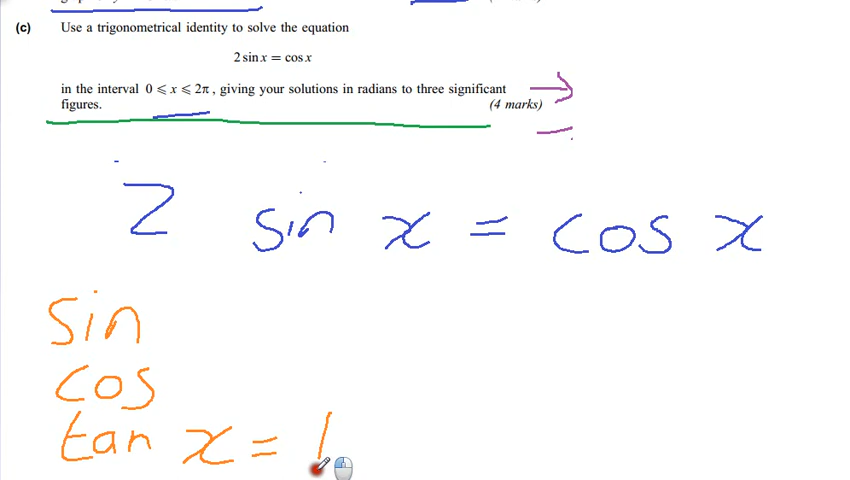 (c) Use a trigonometrical identity to solve the equation
2 sin x = cos x
in the interval 0 ⩽ x ⩽ 2π, giving your solutions in radians to three significant
figures. (4 marks)
2 sin x = cos x
sin
cos
tan x = 1